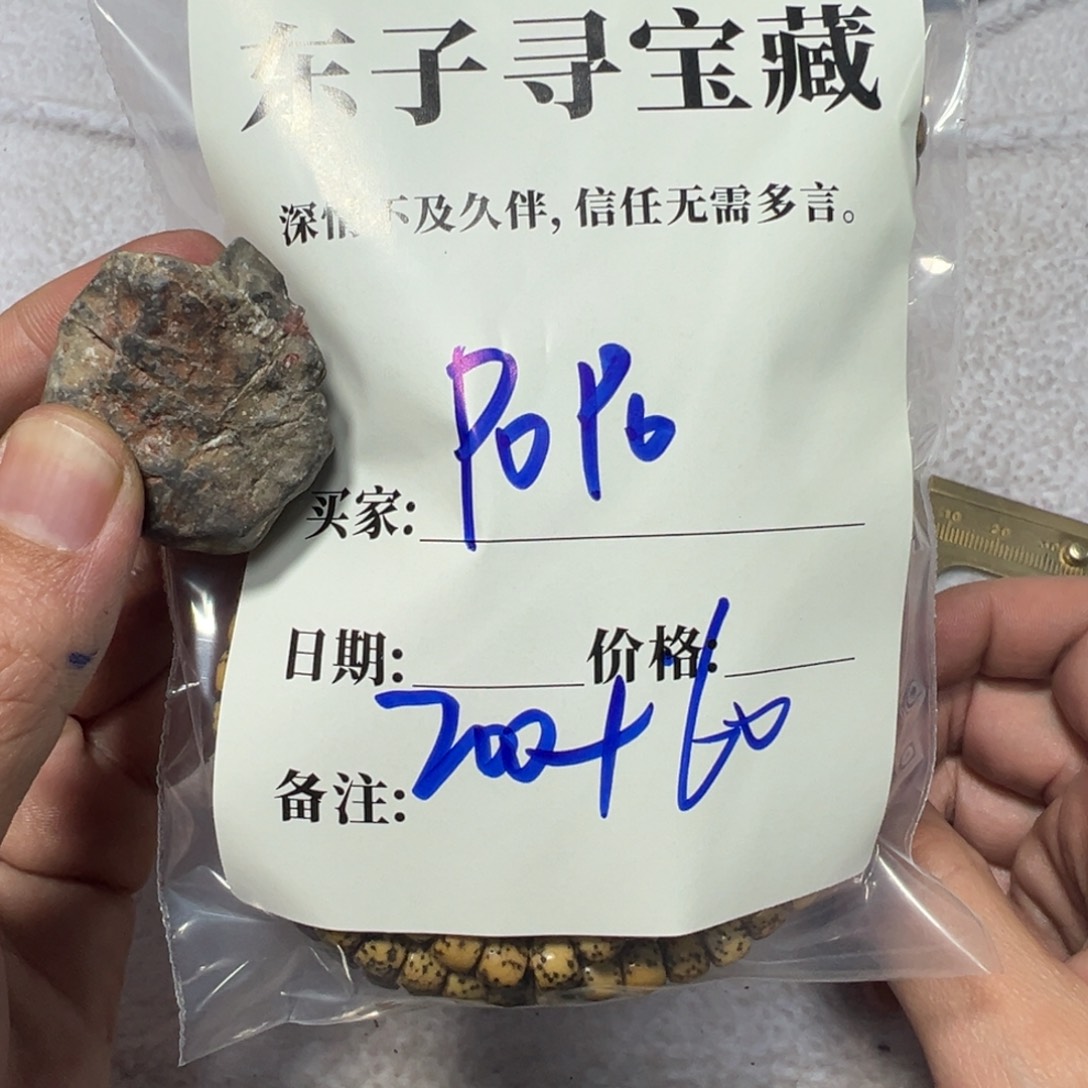 东子寻宝藏
深情不及久伴，信任无需多言。
买家: POPO
日期: 价格:
备注: 200+60